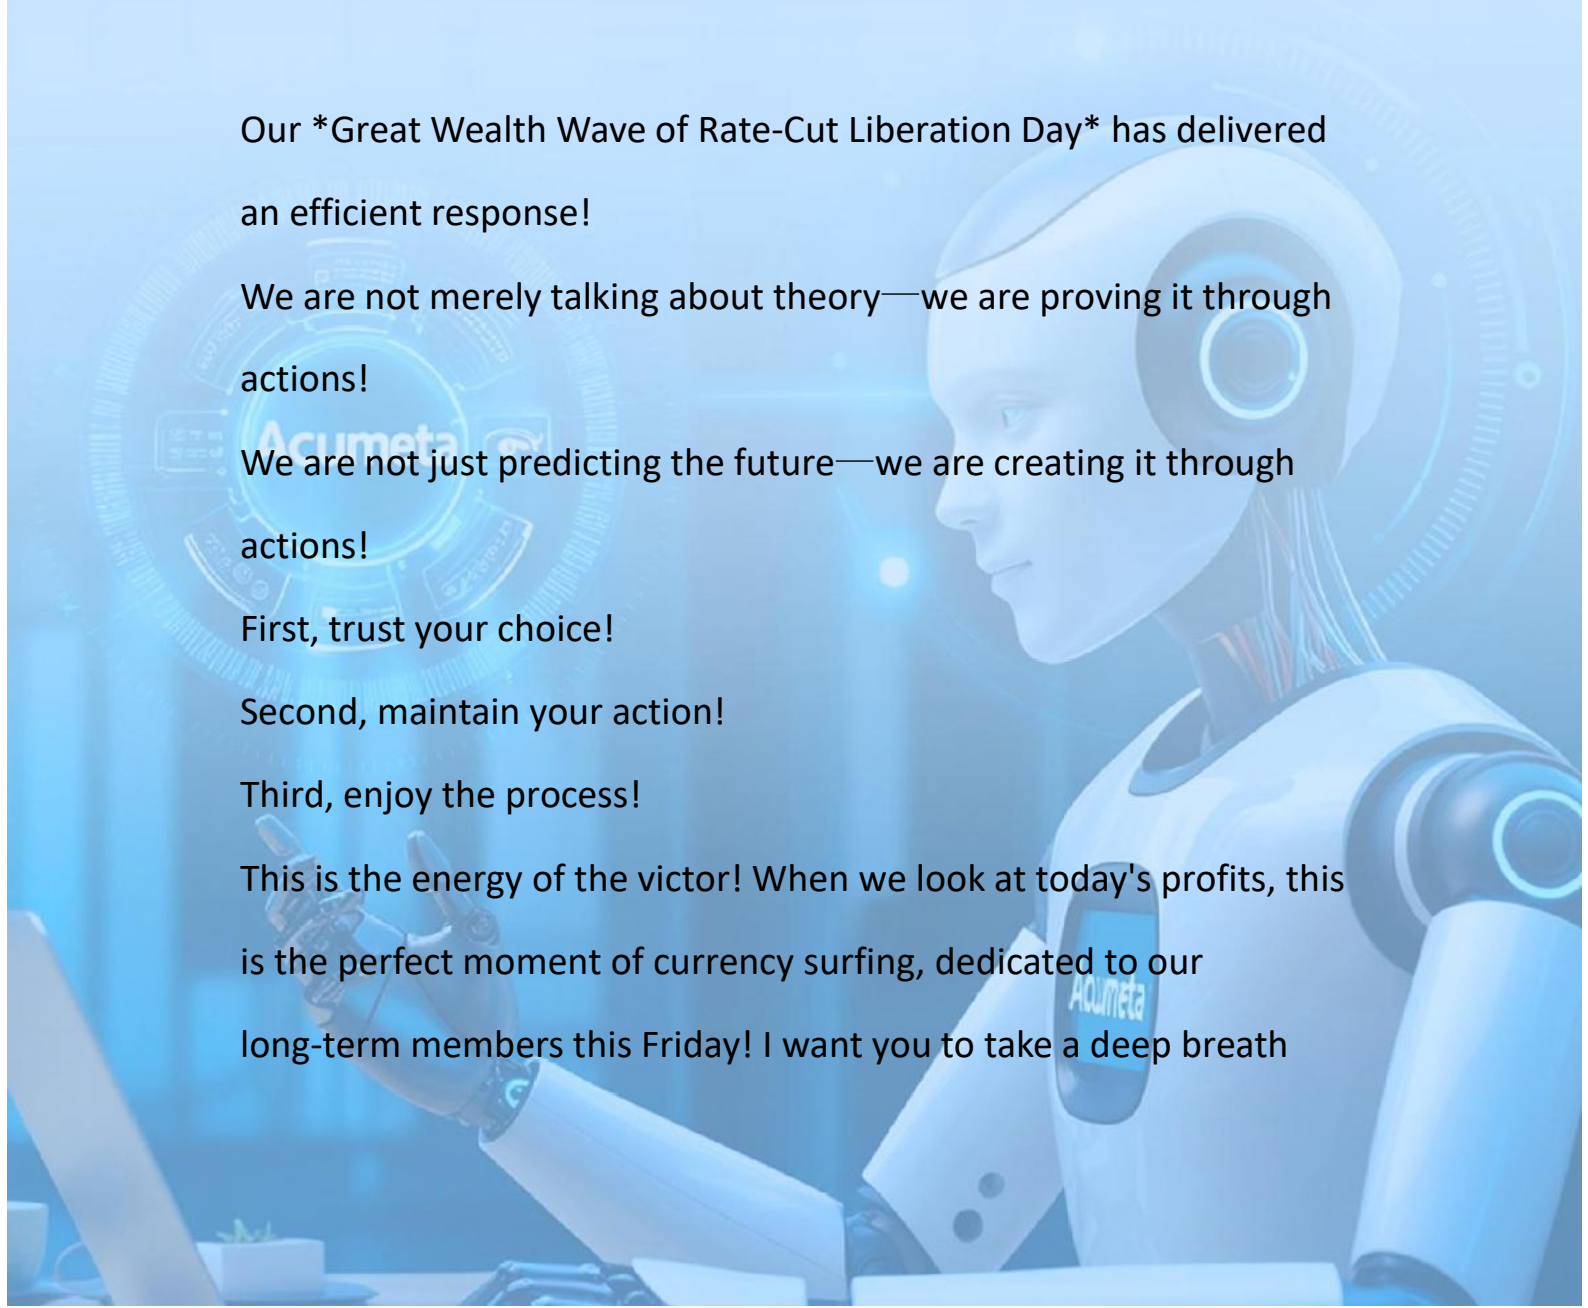 Our *Great Wealth Wave of Rate-Cut Liberation Day* has delivered
an efficient response!
We are not merely talking about theory—we are proving it through
actions!
Acumeta
We are not just predicting the future—we are creating it through
actions!
First, trust your choice!
Second, maintain your action!
Third, enjoy the process!
This is the energy of the victor! When we look at today's profits, this
is the perfect moment of currency surfing, dedicated to our
Acumeta
long-term members this Friday! I want you to take a deep breath